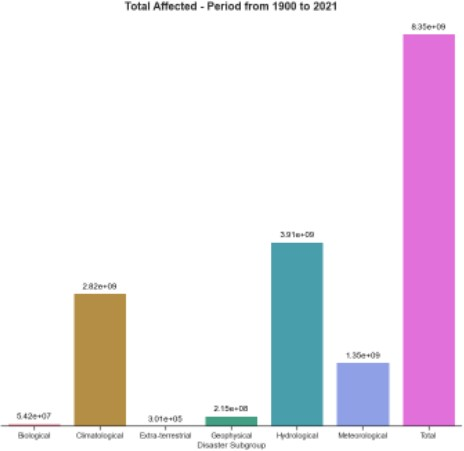 Total Affected - Period from 1900 to 2021
8.35e+09
3.91e+09
2.82e+09
1.35e+09
2.15e+08
5.42e+07
3.01e+05
Biological Climatological Extra-terrestrial Geophysical Hydrological Meteorological Total
Disaster Subgroup